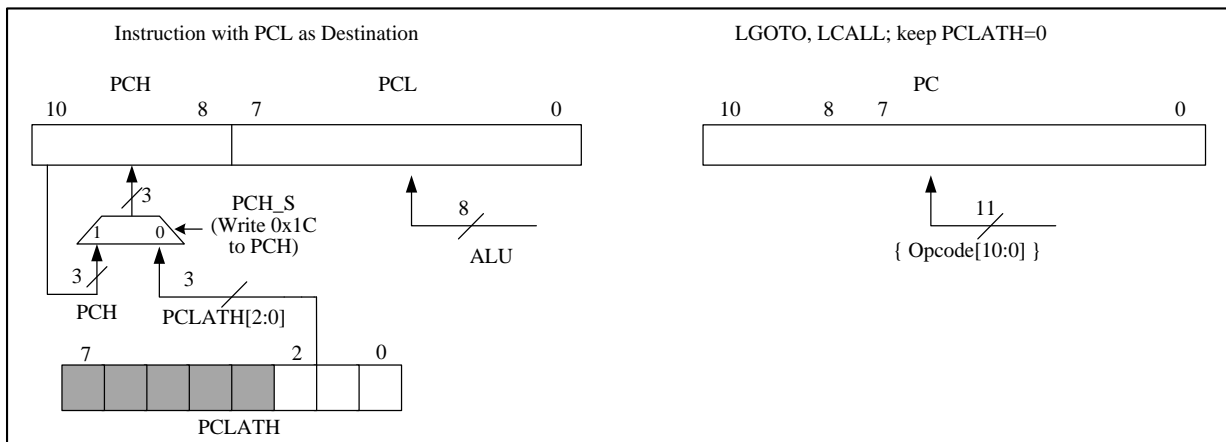 Instruction with PCL as Destination
LGOTO, LCALL; keep PCLATH=0
PCH
PCL
PC
10
8
7
0
10
8
7
0
3
PCH_S
(Write 0x1C
to PCH)
1
0
8
ALU
11
{ Opcode[10:0] }
3
PCH
3
PCLATH[2:0]
7
2
0
PCLATH